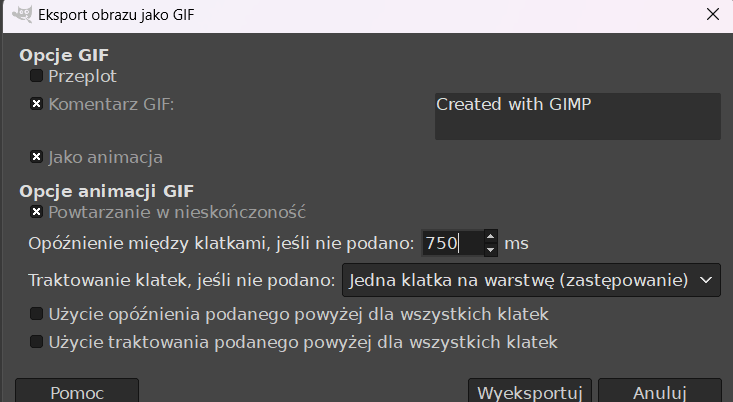 Eksport obrazu jako GIF
Opcje GIF
Przeplot
Komentarz GIF:
Created with GIMP
Jako animacja
Opcje animacji GIF
Powtarzanie w nieskończoność
Opóźnienie między klatkami, jeśli nie podano: 750 ms
Traktowanie klatek, jeśli nie podano: Jedna klatka na warstwę (zastępowanie)
Użycie opóźnienia podanego powyżej dla wszystkich klatek
Użycie traktowania podanego powyżej dla wszystkich klatek
Pomoc Wyeksportuj Anuluj